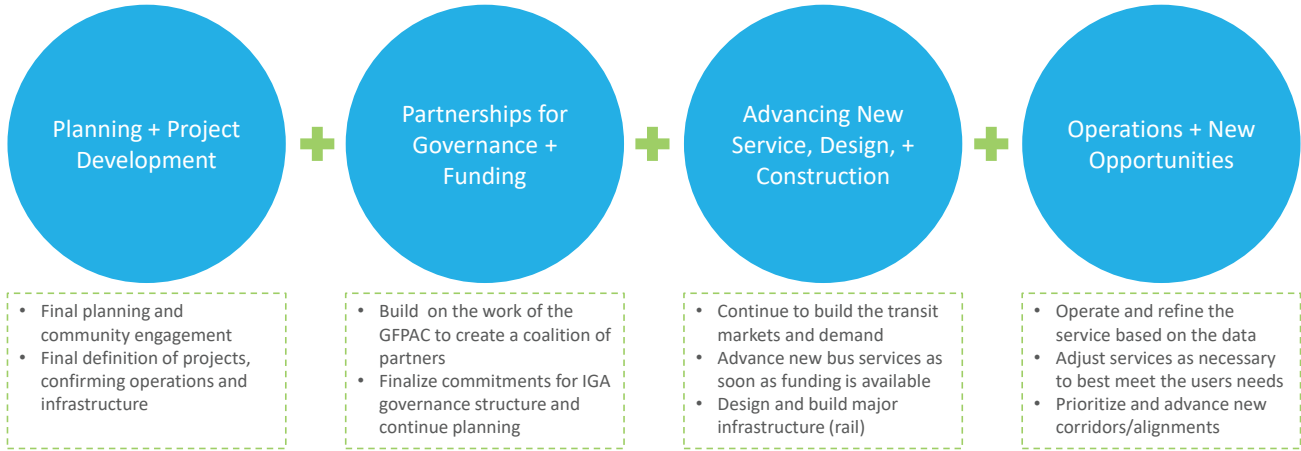 Planning + Project
Development
Partnerships for
Governance +
Funding
Advancing New
Service, Design, +
Construction
Operations + New
Opportunities
• Final planning and
community engagement
• Final definition of projects,
confirming operations and
infrastructure
• Build on the work of the
GFPAC to create a coalition of
partners
• Finalize commitments for IGA
governance structure and
continue planning
• Continue to build the transit
markets and demand
• Advance new bus services as
soon as funding is available
• Design and build major
infrastructure (rail)
• Operate and refine the
service based on the data
• Adjust services as necessary
to best meet the users needs
• Prioritize and advance new
corridors/alignments